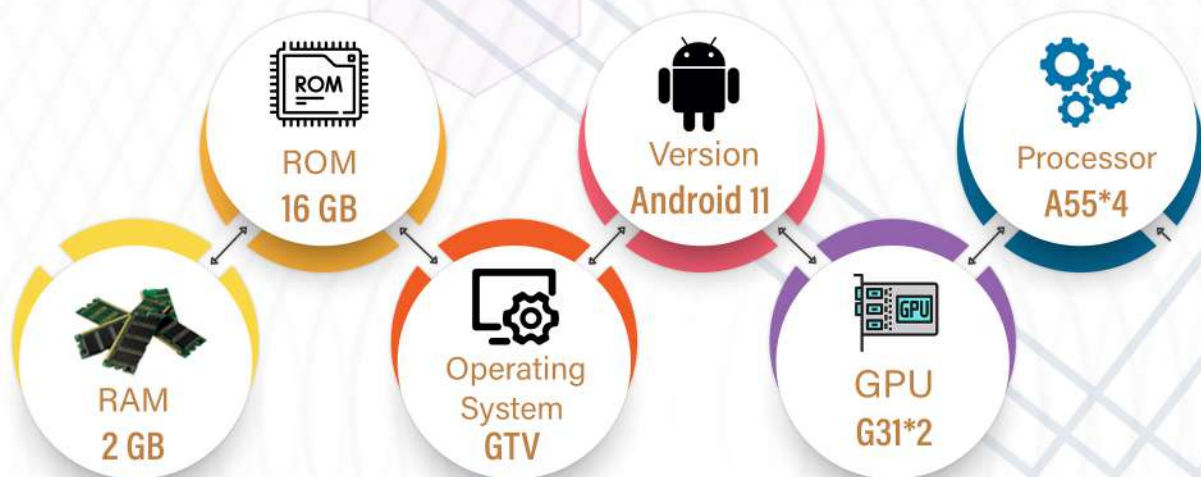 ROM
ROM
16 GB
Version
Android 11
Processor
A55*4
RAM
2 GB
Operating
System
GTV
GPU
GPU
G31*2